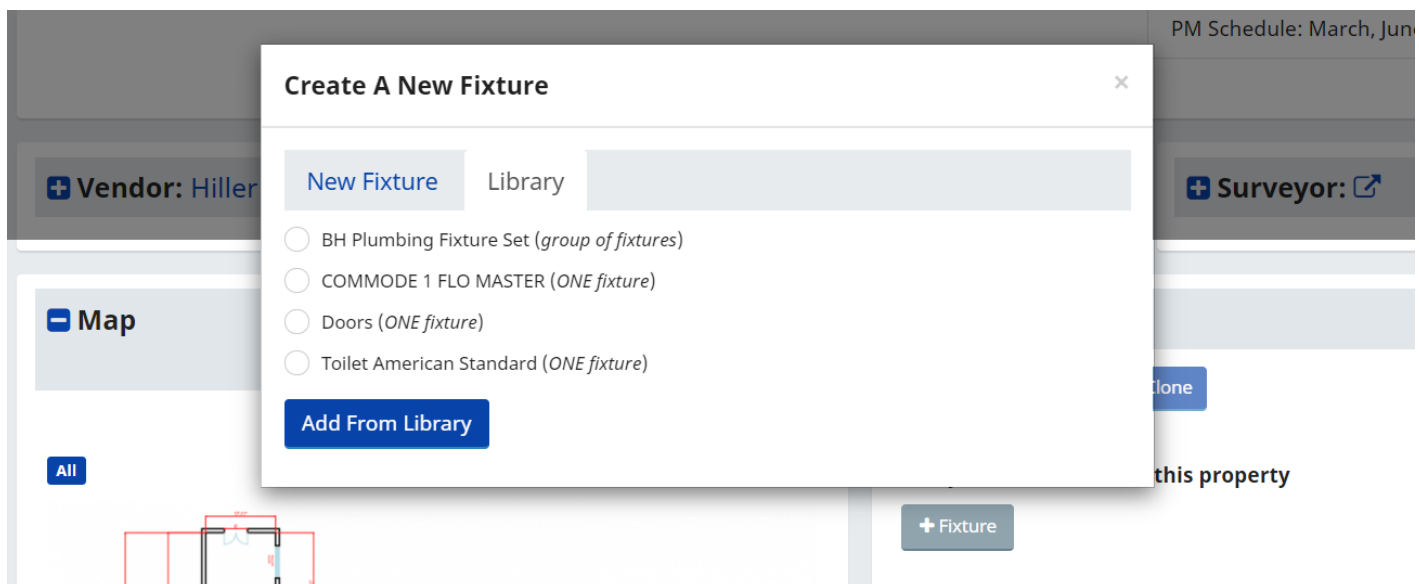 PM Schedule: March, June
Create A New Fixture
×
Vendor: Hiller
New Fixture
Library
Surveyor:
BH Plumbing Fixture Set (group of fixtures)
COMMODE 1 FLO MASTER (ONE fixture)
Doors (ONE fixture)
Toilet American Standard (ONE fixture)
Map
Clone
Add From Library
All
this property
+ Fixture